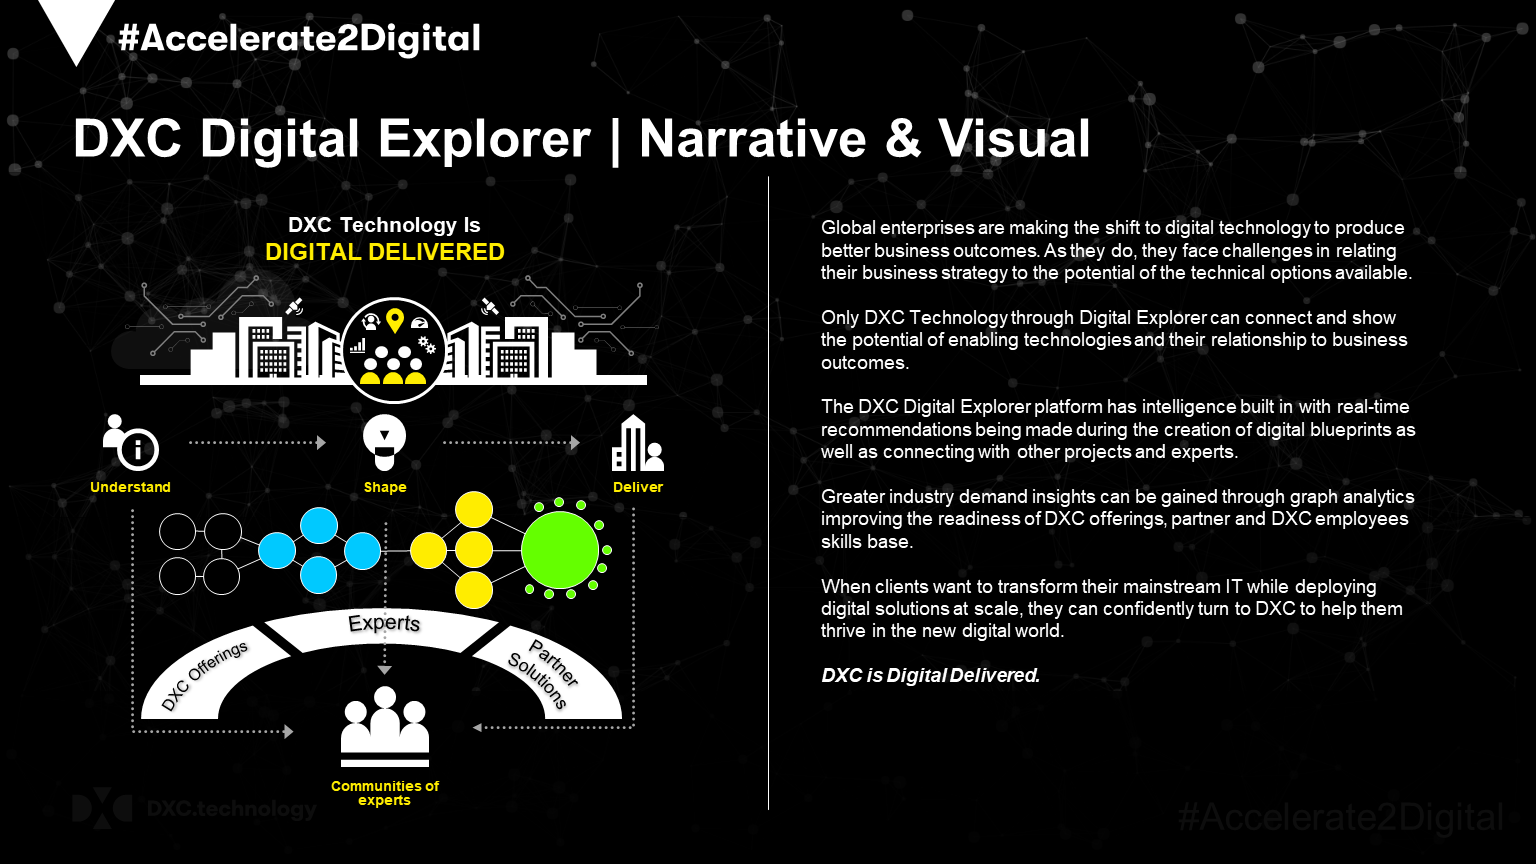 #Accelerate2Digital
DXC Digital Explorer | Narrative & Visual
DXC Technology Is
DIGITAL DELIVERED
Understand
Shape
Deliver
DXC Offerings
Experts
Partner
Solutions
Communities of
experts
Global enterprises are making the shift to digital technology to produce
better business outcomes. As they do, they face challenges in relating
their business strategy to the potential of the technical options available.
Only DXC Technology through Digital Explorer can connect and show
the potential of enabling technologies and their relationship to business
outcomes.
The DXC Digital Explorer platform has intelligence built in with real-time
recommendations being made during the creation of digital blueprints as
well as connecting with other projects and experts.
Greater industry demand insights can be gained through graph analytics
improving the readiness of DXC offerings, partner and DXC employees
skills base.
When clients want to transform their mainstream IT while deploying
digital solutions at scale, they can confidently turn to DXC to help them
thrive in the new digital world.
DXC is Digital Delivered.
DXC.technology
#Accelerate2Digital